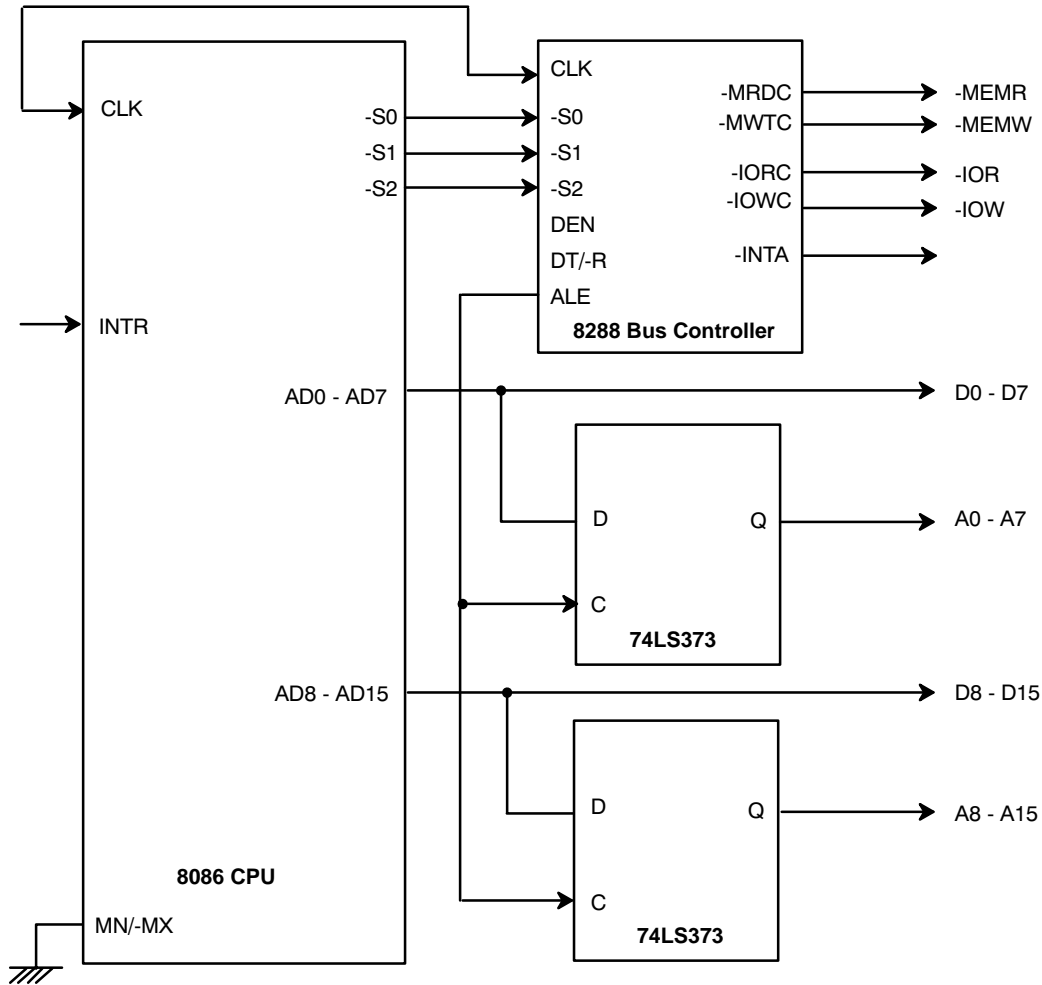 CLK
-S0
-S1
-S2
INTR
AD0 - AD7
AD8 - AD15
8086 CPU
MN/-MX
CLK
-S0
-S1
-S2
DEN
DT/-R
ALE
-MRDC
-MWTC
-IORC
-IOWC
-INTA
8288 Bus Controller
-MEMR
-MEMW
-IOR
-IOW
D0 - D7
D
Q
C
74LS373
A0 - A7
D8 - D15
D
Q
C
74LS373
A8 - A15